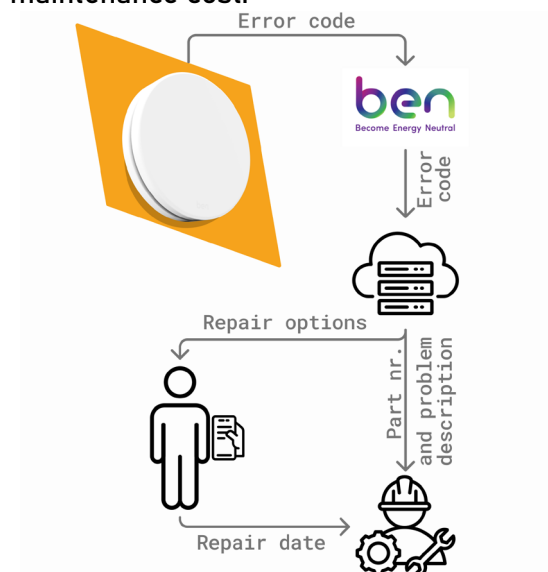 maintenance cost.
Error code
ben
Become Energy Neutral
Error
code
Repair options
Part nr.
and problem
description
Repair date